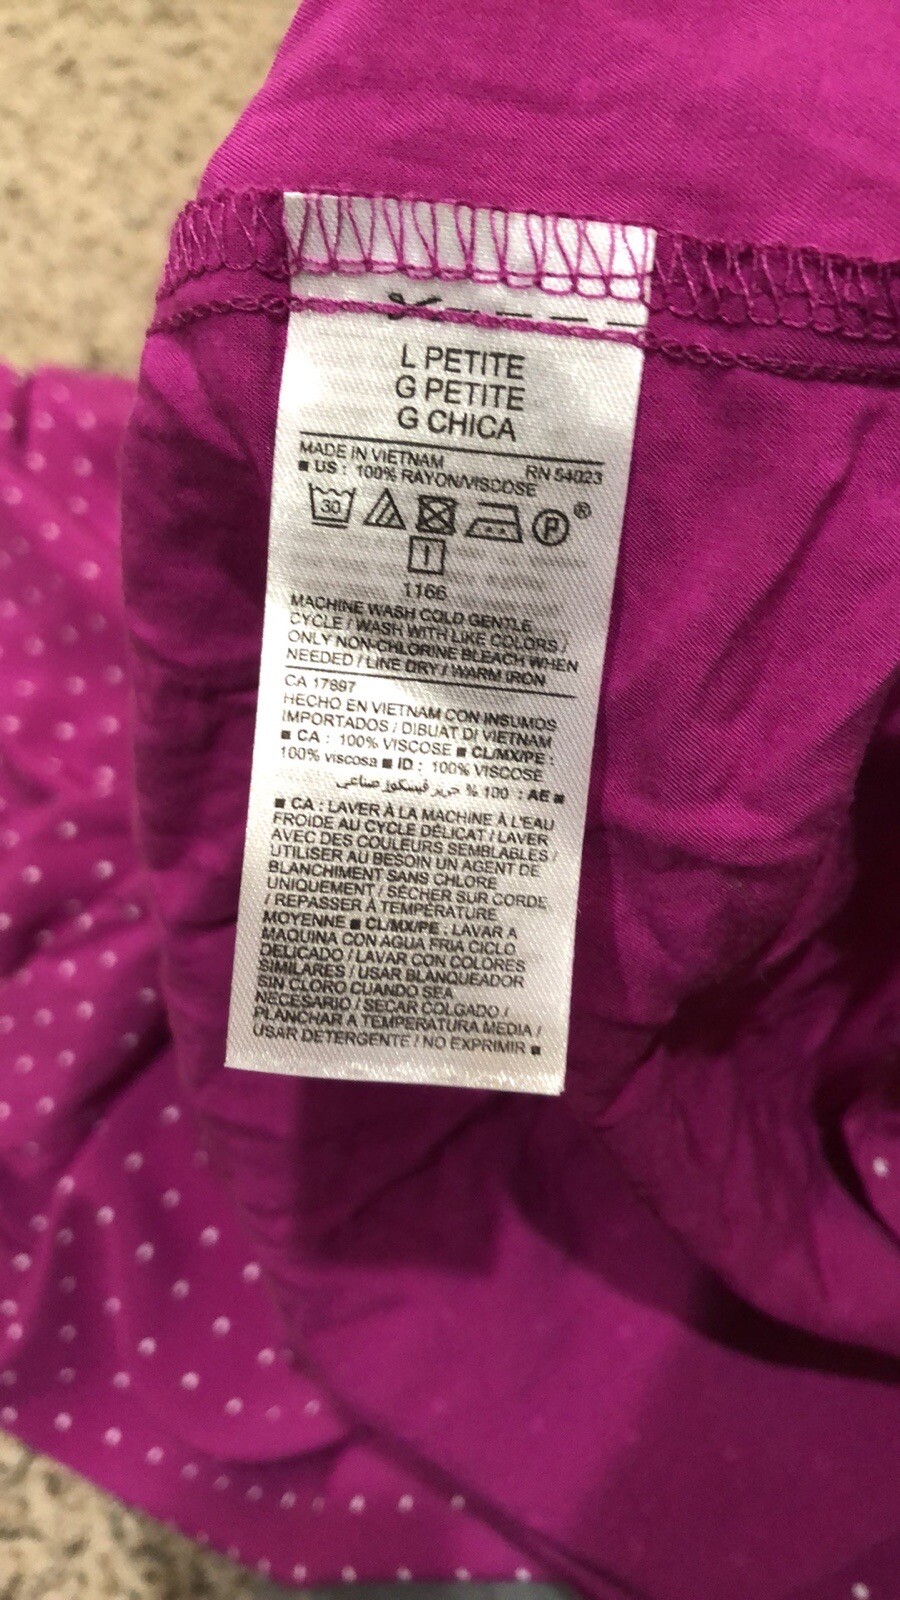 L PETITE
G PETITE
G CHICA
MADE IN VIETNAM RN 54023
■ US : 100% RAYON/VISCOSE
30 P ®
1166
MACHINE WASH COLD GENTLE
CYCLE / WASH WITH LIKE COLORS /
ONLY NON-CHLORINE BLEACH WHEN
NEEDED / LINE DRY / WARM IRON
CA 17897
HECHO EN VIETNAM CON INSUMOS
IMPORTADOS / DIBUAT DI VIETNAM
■ CA : 100% VISCOSE ■ CL/MX/PE :
100% viscosa ■ ID : 100% VISCOSE
■ AE : 100 % حرير فيسكوز صناعي
■ CA : LAVER À LA MACHINE À L'EAU
FROIDE AU CYCLE DÉLICAT / LAVER
AVEC DES COULEURS SEMBLABLES /
UTILISER AU BESOIN UN AGENT DE
BLANCHIMENT SANS CHLORE
UNIQUEMENT / SÉCHER SUR CORDE
/ REPASSER À TEMPÉRATURE
MOYENNE ■ CL/MX/PE : LAVAR A
MAQUINA CON AGUA FRIA CICLO
DELICADO / LAVAR CON COLORES
SIMILARES / USAR BLANQUEADOR
SIN CLORO CUANDO SEA
NECESARIO / SECAR COLGADO /
PLANCHAR A TEMPERATURA MEDIA /
USAR DETERGENTE / NO EXPRIMIR ■